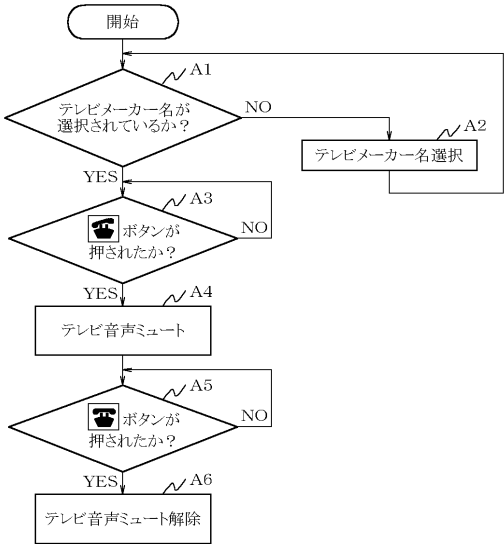 開始
A1
テレビメーカー名が
選択されているか？
NO
A2
テレビメーカー名選択
YES
A3
ボタンが
押されたか？
NO
YES
A4
テレビ音声ミュート
A5
ボタンが
押されたか？
NO
YES
A6
テレビ音声ミュート解除